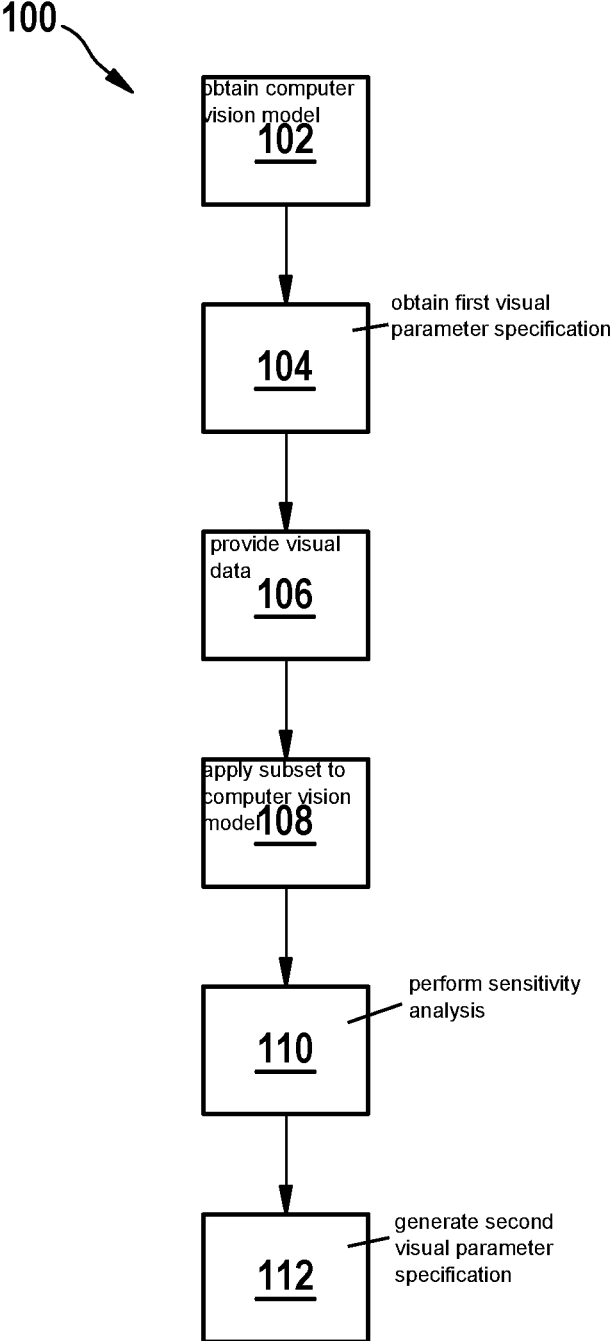 100
obtain computer
vision model
102
obtain first visual
parameter specification
104
provide visual
data
106
apply subset to
computer vision
model
108
perform sensitivity
analysis
110
generate second
visual parameter
specification
112